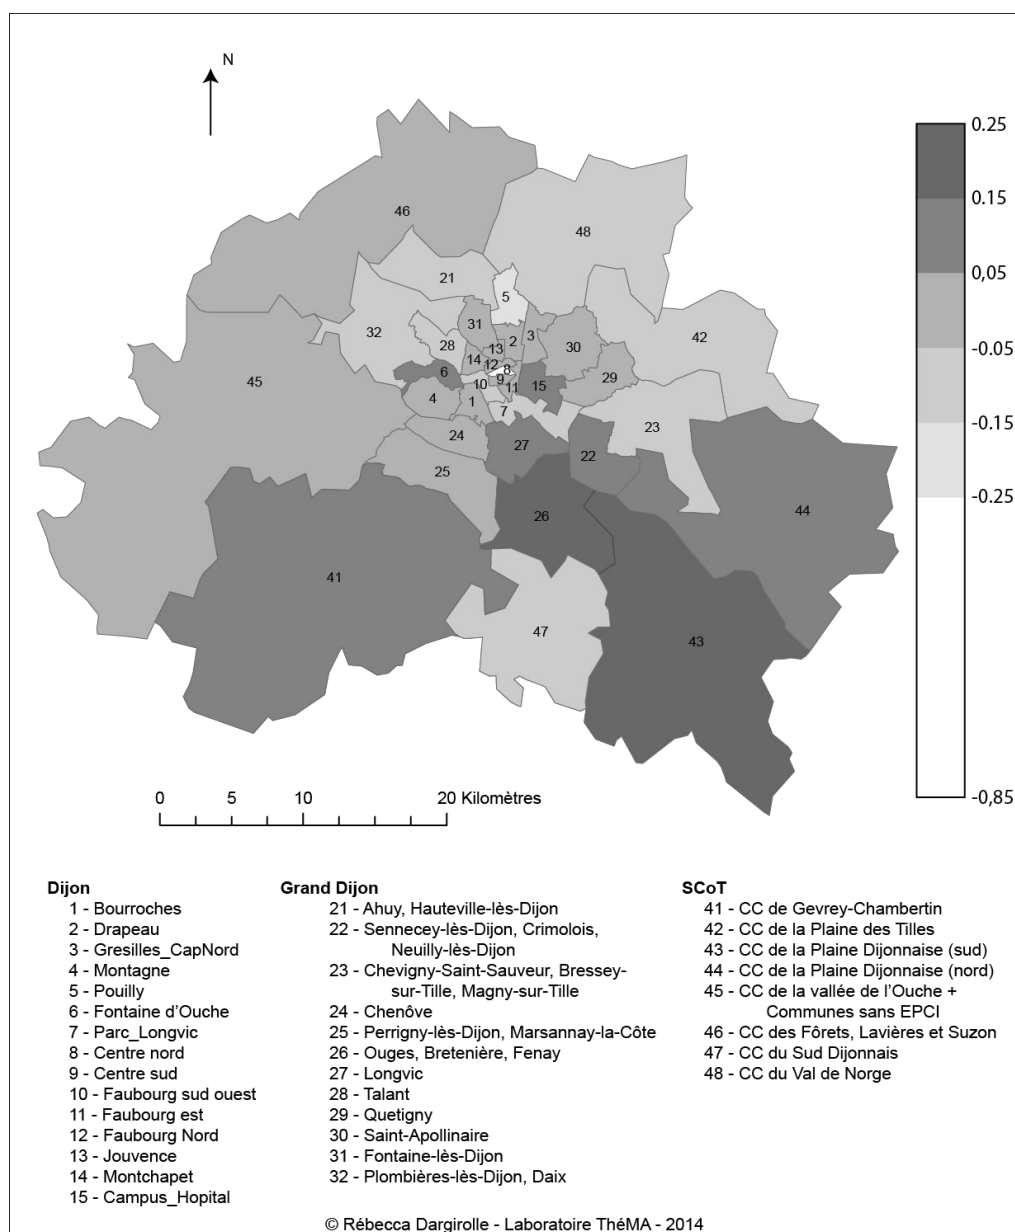 N
0.25
0.15
0,05
-0.05
-0.15
-0.25
-0,85
46
48
21
5
31
32
28
2
3
13
30
42
14
12
8
6
9
29
45
10
11
15
4
1
7
24
23
27
22
25
26
44
41
47
43
0 5 10 20 Kilomètres
Dijon
1 - Bourroches
2 - Drapeau
3 - Gresilles_CapNord
4 - Montagne
5 - Pouilly
6 - Fontaine d’Ouche
7 - Parc_Longvic
8 - Centre nord
9 - Centre sud
10 - Faubourg sud ouest
11 - Faubourg est
12 - Faubourg Nord
13 - Jouvence
14 - Montchapet
15 - Campus_Hopital
Grand Dijon
21 - Ahuy, Hauteville-lès-Dijon
22 - Sennecey-lès-Dijon, Crimolois,
Neuilly-lès-Dijon
23 - Chevigny-Saint-Sauveur, Bressey-
sur-Tille, Magny-sur-Tille
24 - Chenôve
25 - Perrigny-lès-Dijon, Marsannay-la-Côte
26 - Ouges, Bretenière, Fenay
27 - Longvic
28 - Talant
29 - Quetigny
30 - Saint-Apollinaire
31 - Fontaine-lès-Dijon
32 - Plombières-lès-Dijon, Daix
SCoT
41 - CC de Gevrey-Chambertin
42 - CC de la Plaine des Tilles
43 - CC de la Plaine Dijonnaise (sud)
44 - CC de la Plaine Dijonnaise (nord)
45 - CC de la vallée de l’Ouche +
Communes sans EPCI
46 - CC des Fôrets, Lavières et Suzon
47 - CC du Sud Dijonnais
48 - CC du Val de Norge
© Rébecca Dargirolle - Laboratoire ThéMA - 2014